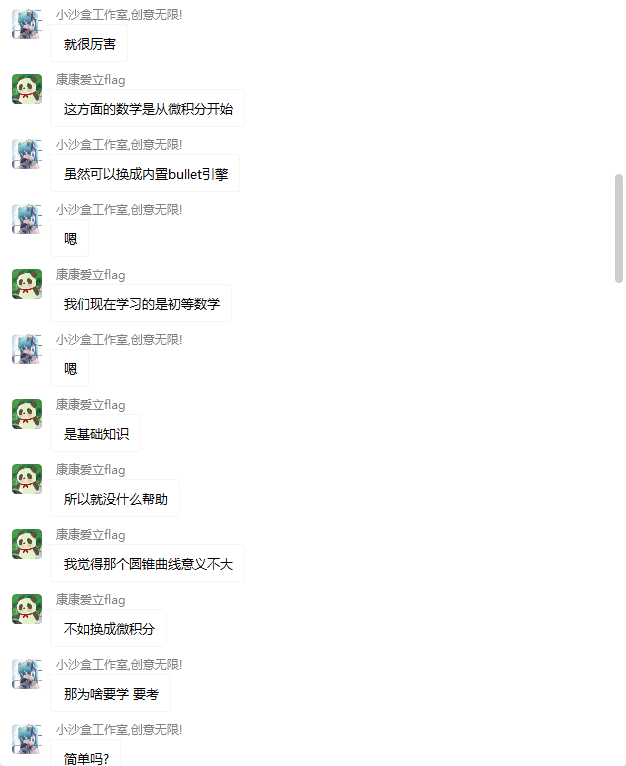 小沙盒工作室,创意无限!
就很厉害
康康爱立flag
这方面的数学是从微积分开始
小沙盒工作室,创意无限!
虽然可以换成内置bullet引擎
小沙盒工作室,创意无限!
嗯
康康爱立flag
我们现在学习的是初等数学
小沙盒工作室,创意无限!
嗯
康康爱立flag
是基础知识
康康爱立flag
所以就没什么帮助
康康爱立flag
我觉得那个圆锥曲线意义不大
康康爱立flag
不如换成微积分
小沙盒工作室,创意无限!
那为啥要学 要考
小沙盒工作室,创意无限!
简单吗?